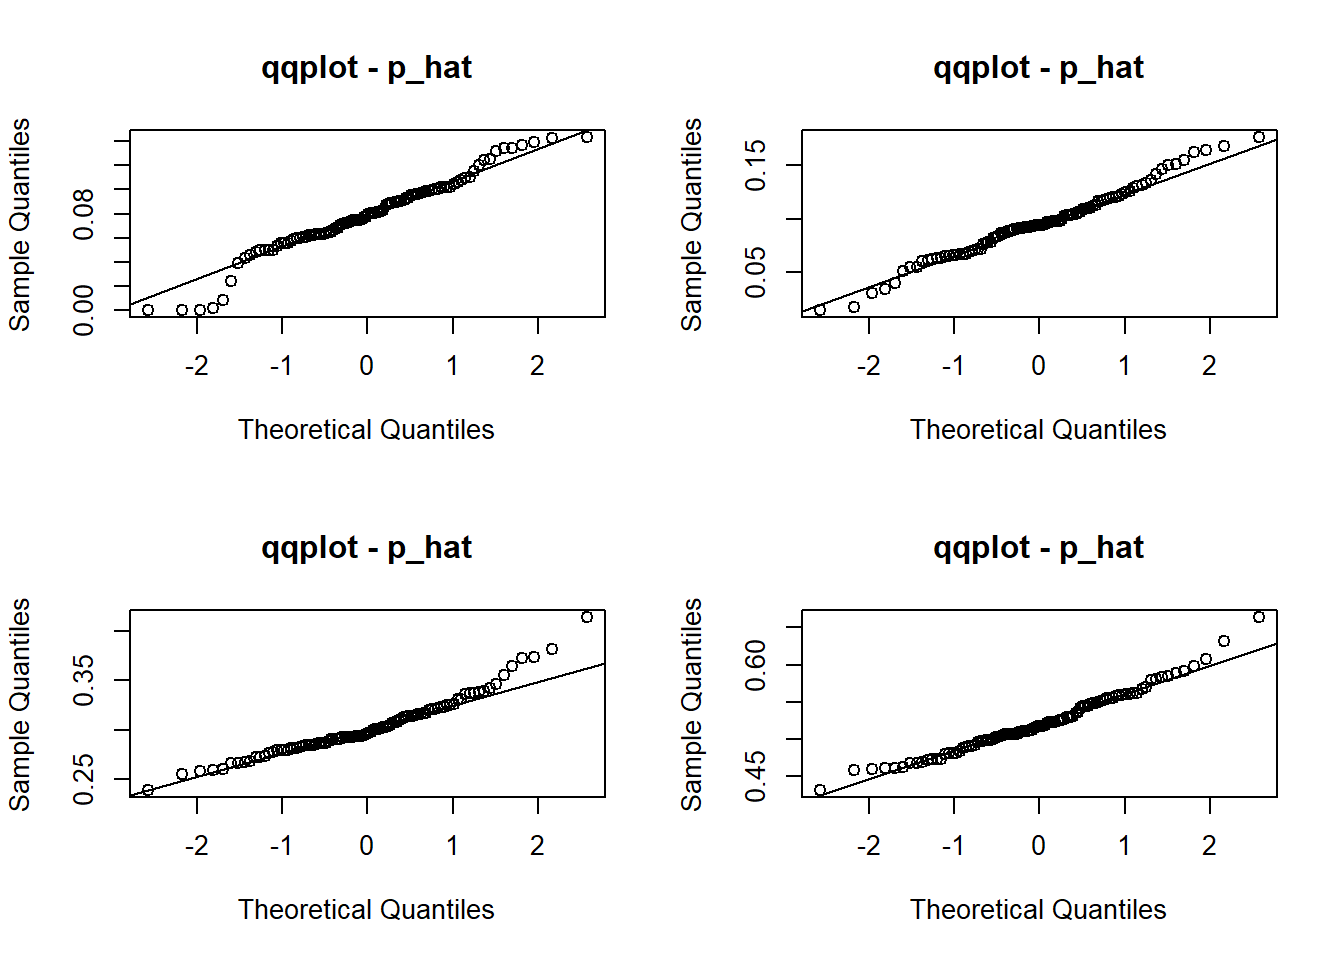 qqplot - p_hat
Sample Quantiles
0.00 0.08
-2 -1 0 1 2
Theoretical Quantiles
qqplot - p_hat
Sample Quantiles
0.05 0.15
-2 -1 0 1 2
Theoretical Quantiles
qqplot - p_hat
Sample Quantiles
0.25 0.35
-2 -1 0 1 2
Theoretical Quantiles
qqplot - p_hat
Sample Quantiles
0.45 0.60
-2 -1 0 1 2
Theoretical Quantiles